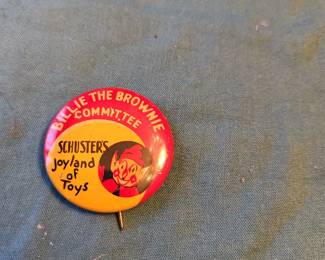 BILLIE THE BROWNIE
COMMITTEE
SCHUSTER'S
Joyland
of
Toys